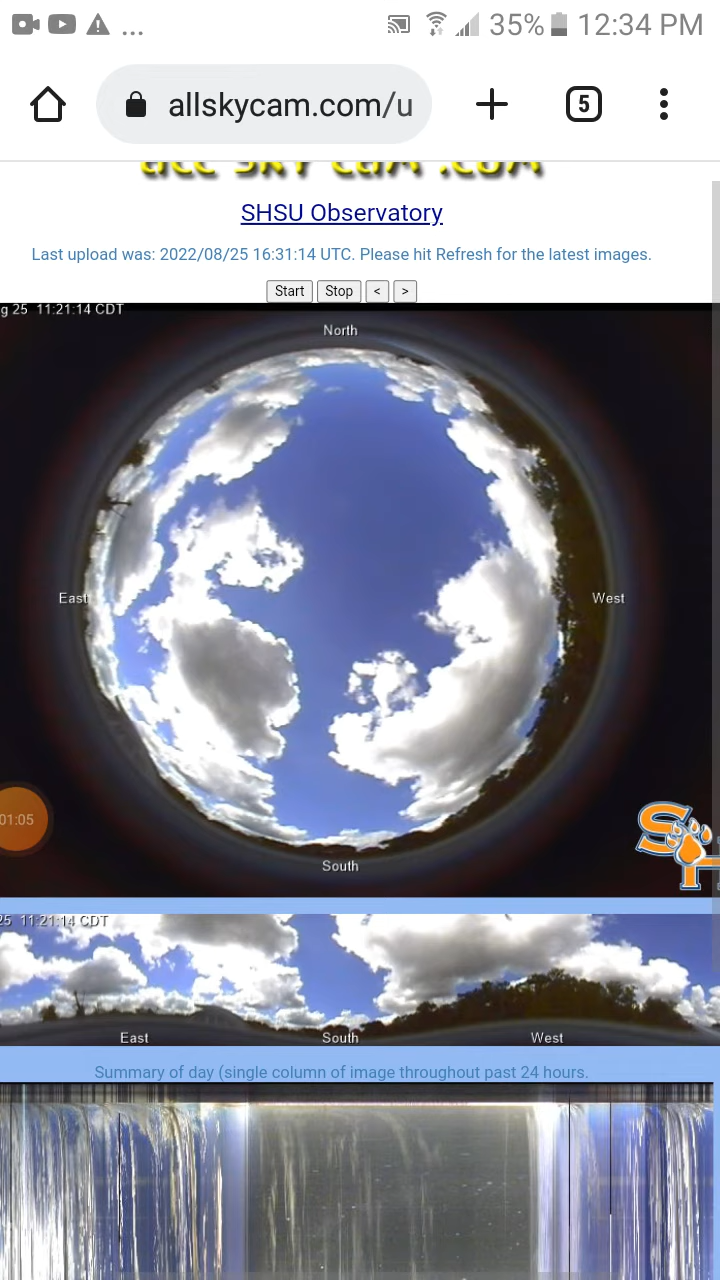 ... 35% 12:34 PM
allskycam.com/u
5
SHSU Observatory
Last upload was: 2022/08/25 16:31:14 UTC. Please hit Refresh for the latest images.
Start Stop < >
g 25 11:21:14 CDT
North
East
West
01:05
South
25 11:21:14 CDT
East South West
Summary of day (single column of image throughout past 24 hours.